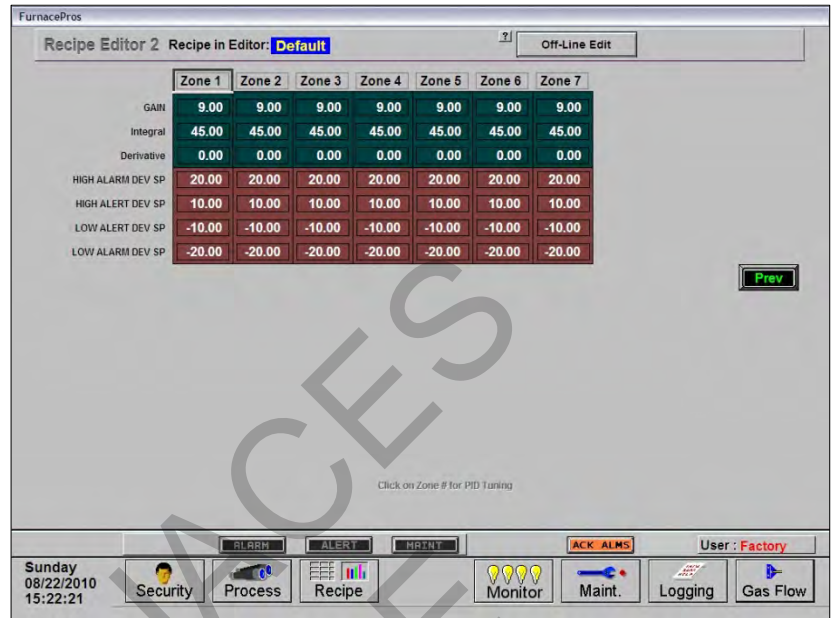 FurnacePros
Recipe Editor 2 Recipe in Editor: Default ? Off-Line Edit
Zone 1 Zone 2 Zone 3 Zone 4 Zone 5 Zone 6 Zone 7
GAIN 9.00 9.00 9.00 9.00 9.00 9.00 9.00
Integral 45.00 45.00 45.00 45.00 45.00 45.00 45.00
Derivative 0.00 0.00 0.00 0.00 0.00 0.00 0.00
HIGH ALARM DEV SP 20.00 20.00 20.00 20.00 20.00 20.00 20.00
HIGH ALERT DEV SP 10.00 10.00 10.00 10.00 10.00 10.00 10.00
LOW ALERT DEV SP -10.00 -10.00 -10.00 -10.00 -10.00 -10.00 -10.00
LOW ALARM DEV SP -20.00 -20.00 -20.00 -20.00 -20.00 -20.00 -20.00
Prev
Click on Zone # for PID Tuning
ALARM ALERT MAINT ACK ALMS User : Factory
Sunday
08/22/2010
15:22:21
Security Process Recipe Monitor Maint. Logging Gas Flow